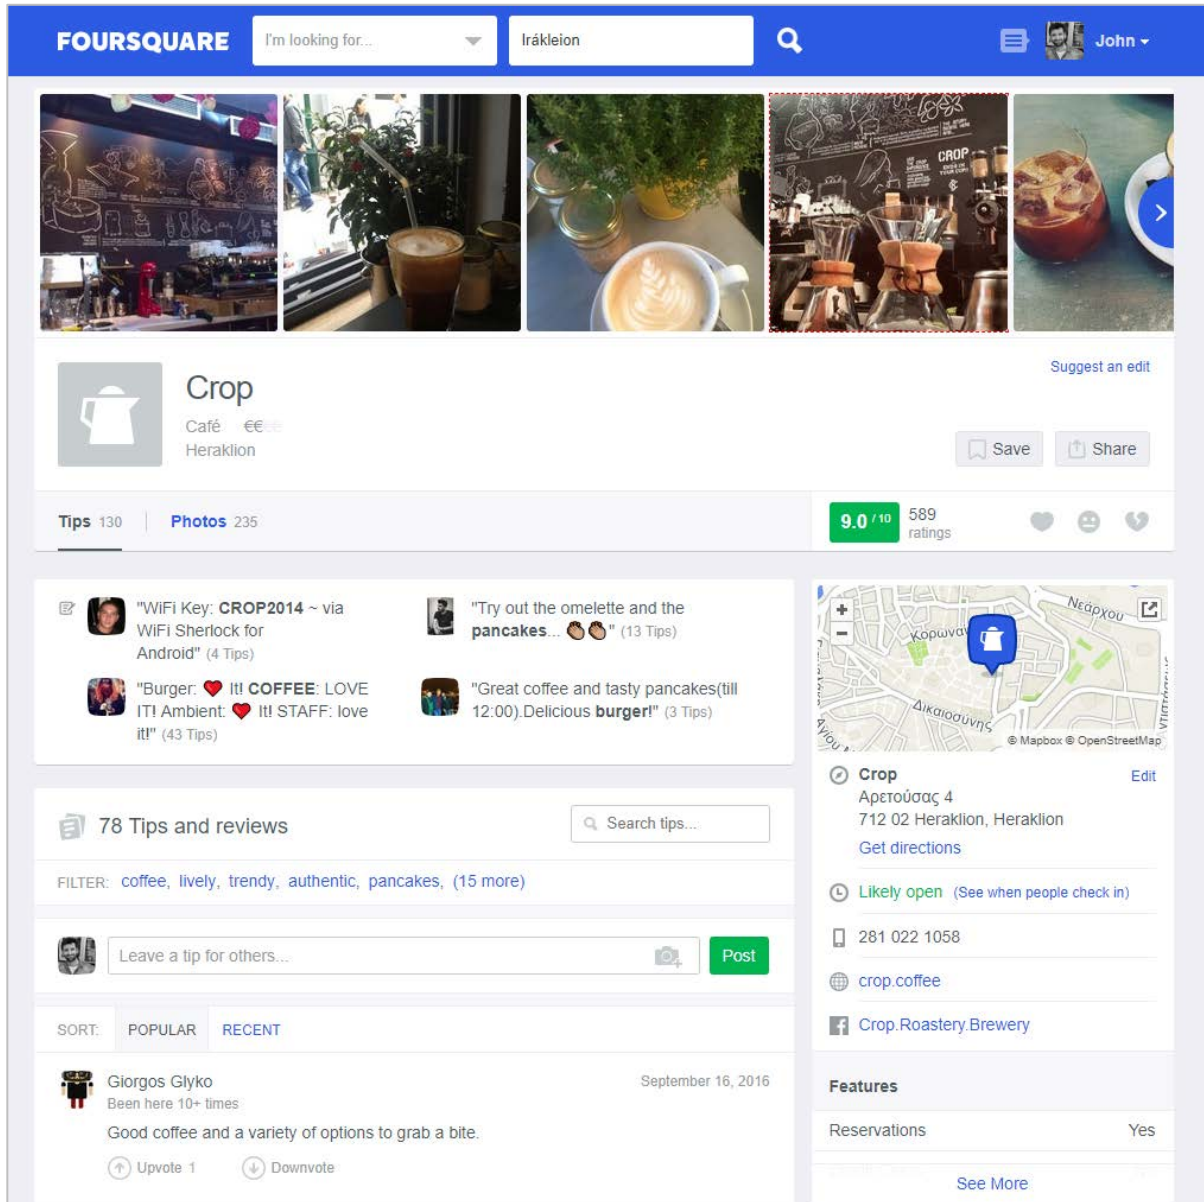 FOURSQUARE
I'm looking for...
Irákleion
John
CROP
Crop
Café €€€€
Heraklion
Suggest an edit
Save
Share
Tips 130
Photos 235
9.0 / 10
589
ratings
"WiFi Key: CROP2014 ~ via
WiFi Sherlock for
Android" (4 Tips)
"Try out the omelette and the
pancakes... " (13 Tips)
"Burger: ❤ It! COFFEE: LOVE
IT! Ambient: ❤ It! STAFF: love
it!" (43 Tips)
"Great coffee and tasty pancakes(till
12:00).Delicious burger!" (3 Tips)
78 Tips and reviews
Search tips...
FILTER: coffee, lively, trendy, authentic, pancakes, (15 more)
Leave a tip for others...
Post
SORT: POPULAR RECENT
Giorgos Glyko
September 16, 2016
Been here 10+ times
Good coffee and a variety of options to grab a bite.
Upvote 1
Downvote
+
−
Νεάρχου
Δικαιοσύνης
© Mapbox © OpenStreetMap
Crop
Edit
Αρετούσας 4
712 02 Heraklion, Heraklion
Get directions
Likely open (See when people check in)
281 022 1058
crop.coffee
Crop.Roastery.Brewery
Features
Reservations Yes
See More